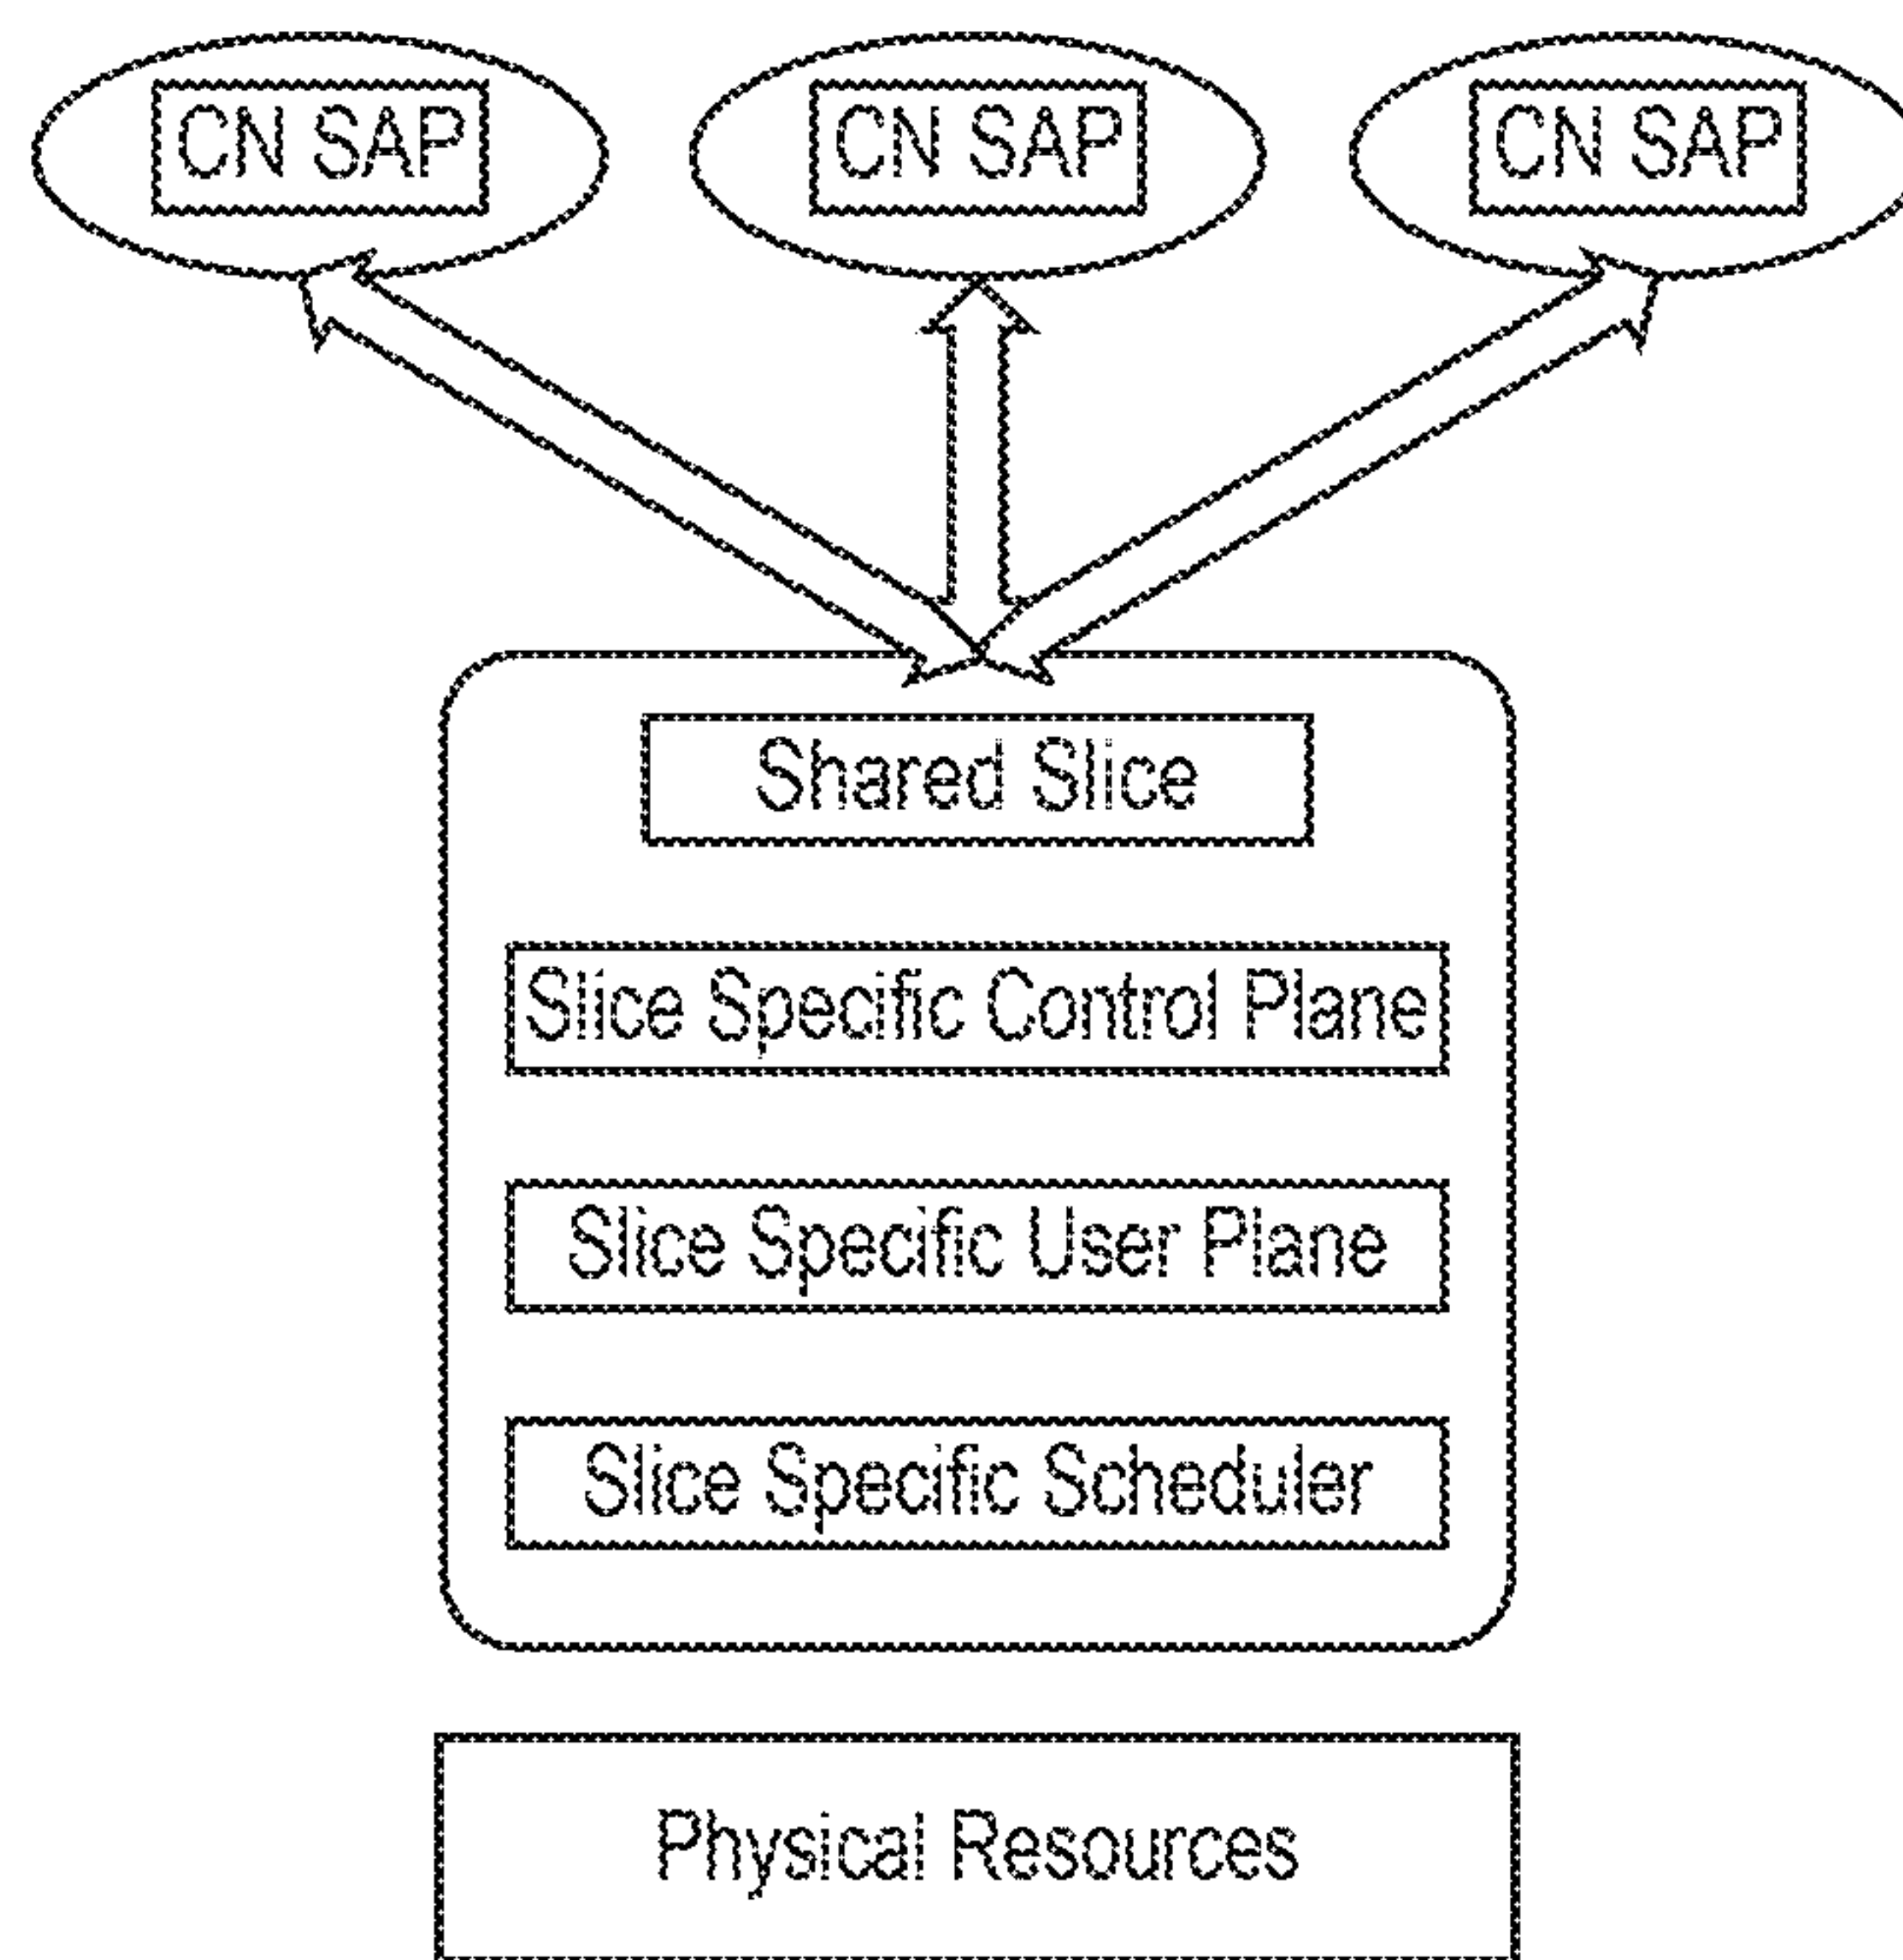 CN SAP
CN SAP
CN SAP
Shared Slice
Slice Specific Control Plane
Slice Specific User Plane
Slice Specific Scheduler
Physical Resources